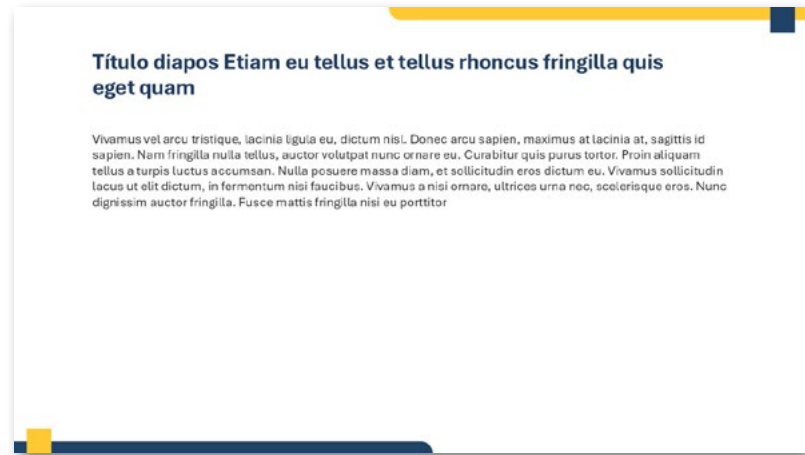 Título diapos Etiam eu tellus et tellus rhoncus fringilla quis
eget quam
Vivamus vel arcu tristique, lacinia ligula eu, dictum nisl. Donec arcu sapien, maximus at lacinia at, sagittis id
sapien. Nam fringilla nulla tellus, auctor volutpat nunc ornare eu. Curabitur quis purus tortor. Proin aliquam
tellus a turpis luctus accumsan. Nulla posuere massa diam, et sollicitudin eros dictum eu. Vivamus sollicitudin
lacus ut elit dictum, in fermentum nisi faucibus. Vivamus a nisi ornare, ultrices urna nec, scelerisque eros. Nunc
dignissim auctor fringilla. Fusce mattis fringilla nisi eu porttitor